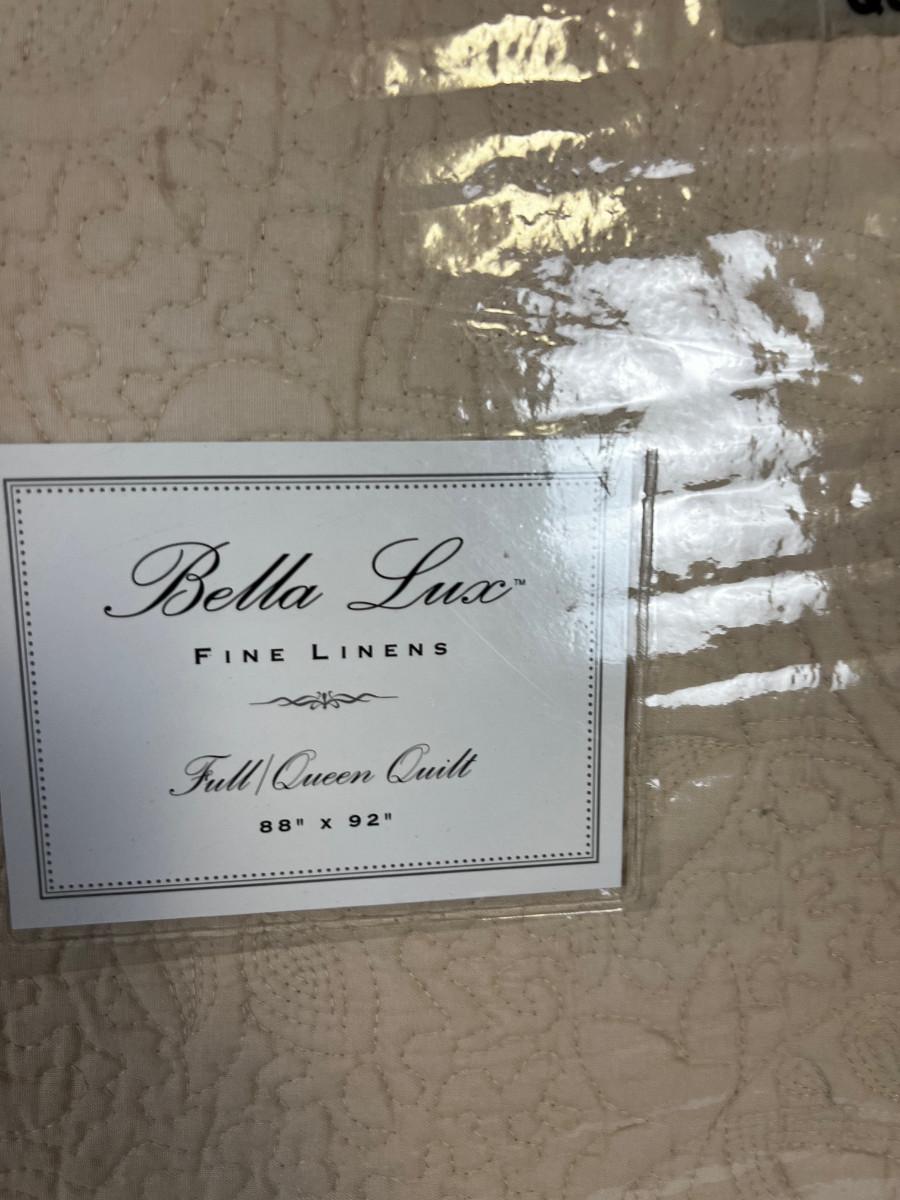 Bella Lux™
FINE LINENS
Full/Queen Quilt
88" x 92"